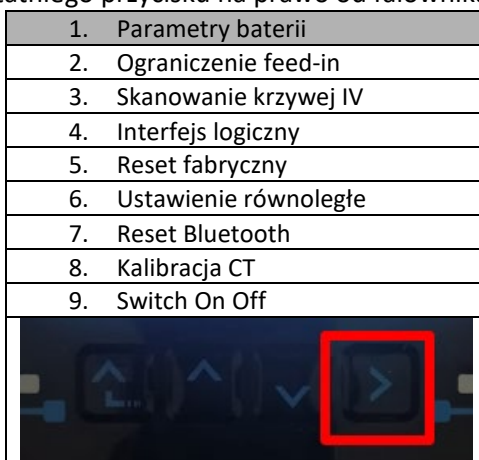 1. Parametry baterii
2. Ograniczenie feed-in
3. Skanowanie krzywej IV
4. Interfejs logiczny
5. Reset fabryczny
6. Ustawienie równoległe
7. Reset Bluetooth
8. Kalibracja CT
9. Switch On Off